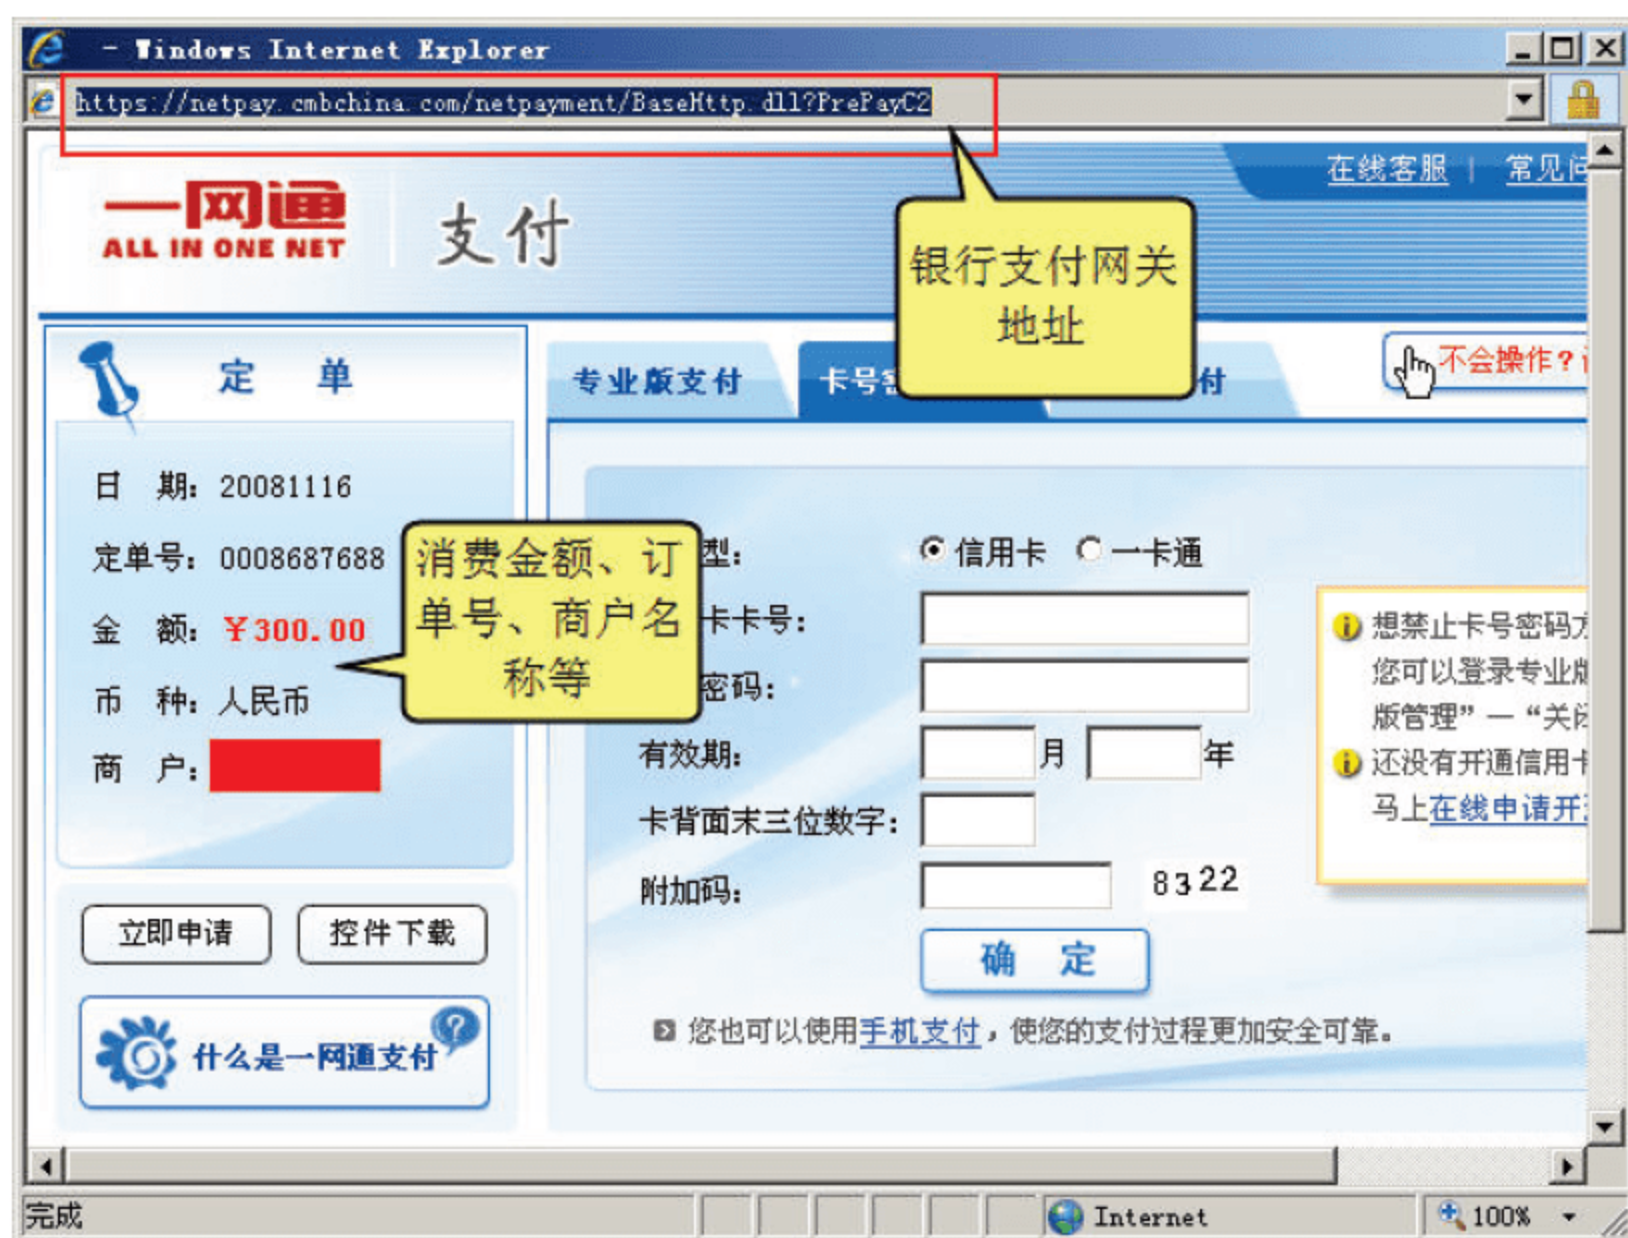 - Windows Internet Explorer
https://netpay.cmbchina.com/netpayment/BaseHttp.dll?PrePayC2
在线客服 | 常见问
一网通
ALL IN ONE NET
支付
银行支付网关
地址
定 单
专业版支付
卡号
付
不会操作?
日 期: 20081116
定单号: 0008687688
金 额: ¥300.00
币 种: 人民币
商 户:
消费金额、订
单号、商户名
称等
型: 信用卡 一卡通
卡卡号:
密码:
有效期: 月 年
卡背面末三位数字:
附加码: 8322
确 定
想禁止卡号密码方
您可以登录专业版
版管理” — “关闭
还没有开通信用卡
马上在线申请开
立即申请
控件下载
什么是一网通支付
您也可以使用手机支付,使您的支付过程更加安全可靠。
完成
Internet
100%